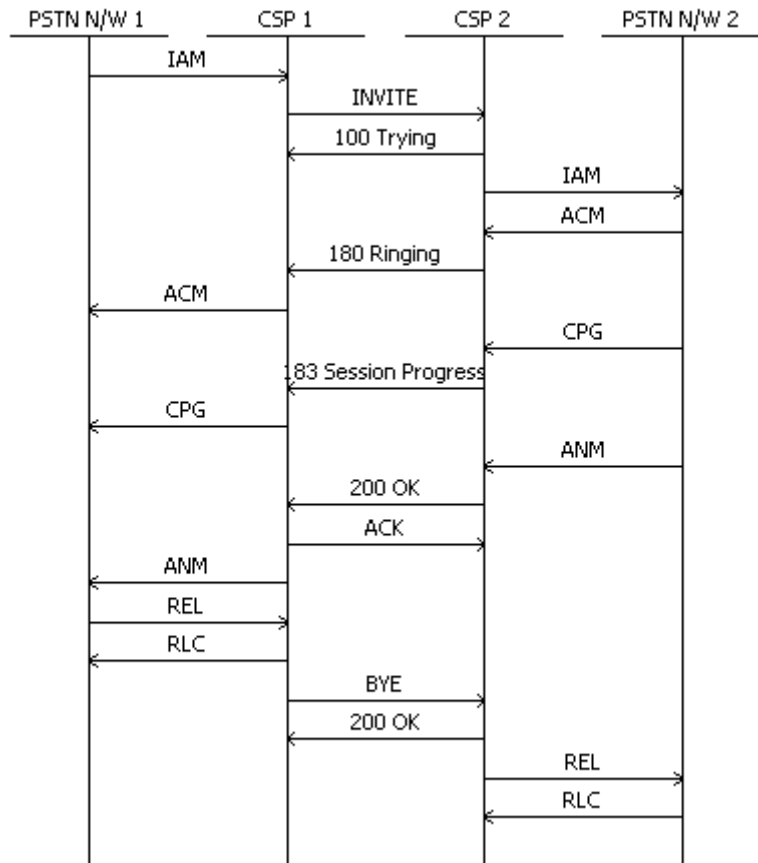 PSTN N/W 1 CSP 1 CSP 2 PSTN N/W 2
IAM
INVITE
100 Trying
IAM
ACM
180 Ringing
ACM
CPG
183 Session Progress
CPG
ANM
200 OK
ACK
ANM
REL
RLC
BYE
200 OK
REL
RLC